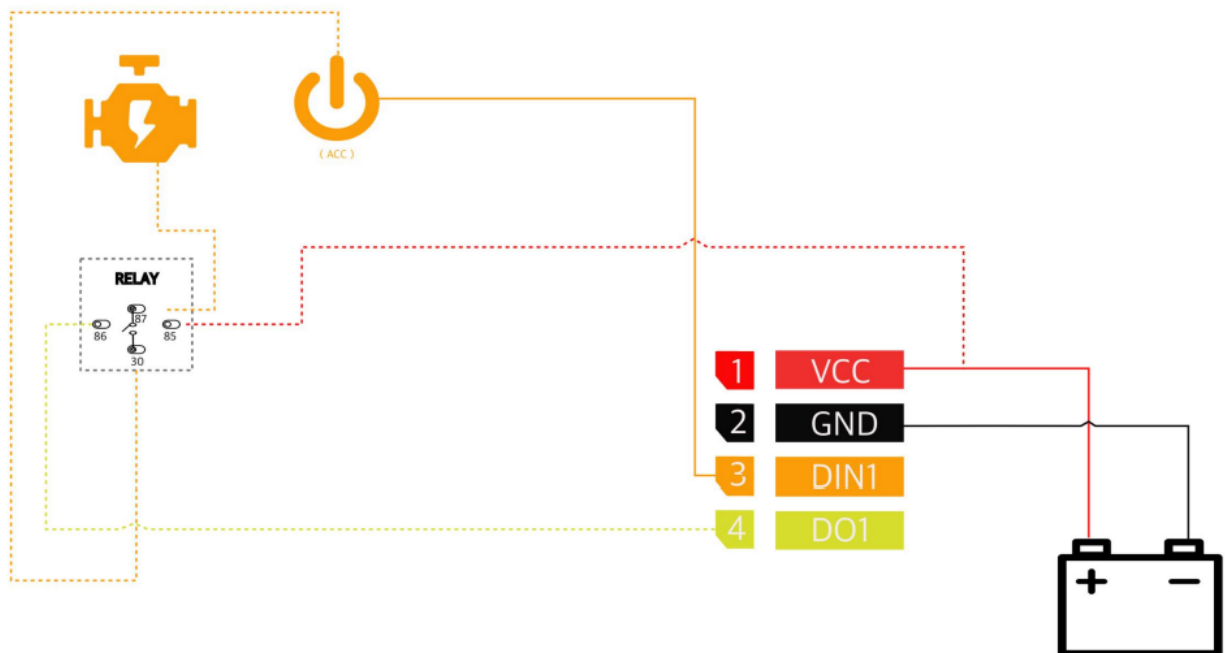 ( ACC )
RELAY
87
86
85
30
1 VCC
2 GND
3 DIN1
4 DO1
+ −